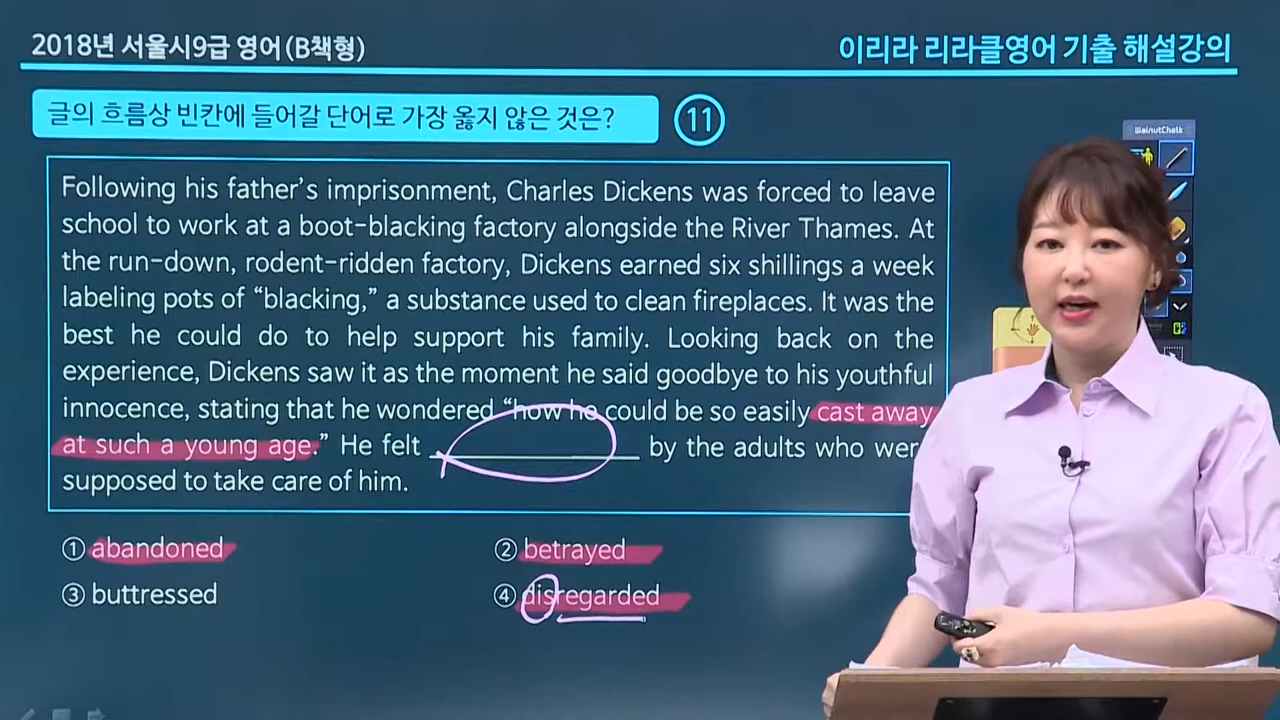 2018년 서울시9급 영어(B책형)
이리라 리라클영어 기출 해설강의
글의 흐름상 빈칸에 들어갈 단어로 가장 옳지 않은 것은?
11
WalnutChalk
Following his father's imprisonment, Charles Dickens was forced to leave
school to work at a boot-blacking factory alongside the River Thames. At
the run-down, rodent-ridden factory, Dickens earned six shillings a week
labeling pots of “blacking,” a substance used to clean fireplaces. It was the
best he could do to help support his family. Looking back on the
experience, Dickens saw it as the moment he said goodbye to his youthful
innocence, stating that he wondered “how he could be so easily cast away
at such a young age.” He felt ______ by the adults who wer
supposed to take care of him.
① abandoned
② betrayed
③ buttressed
④ disregarded